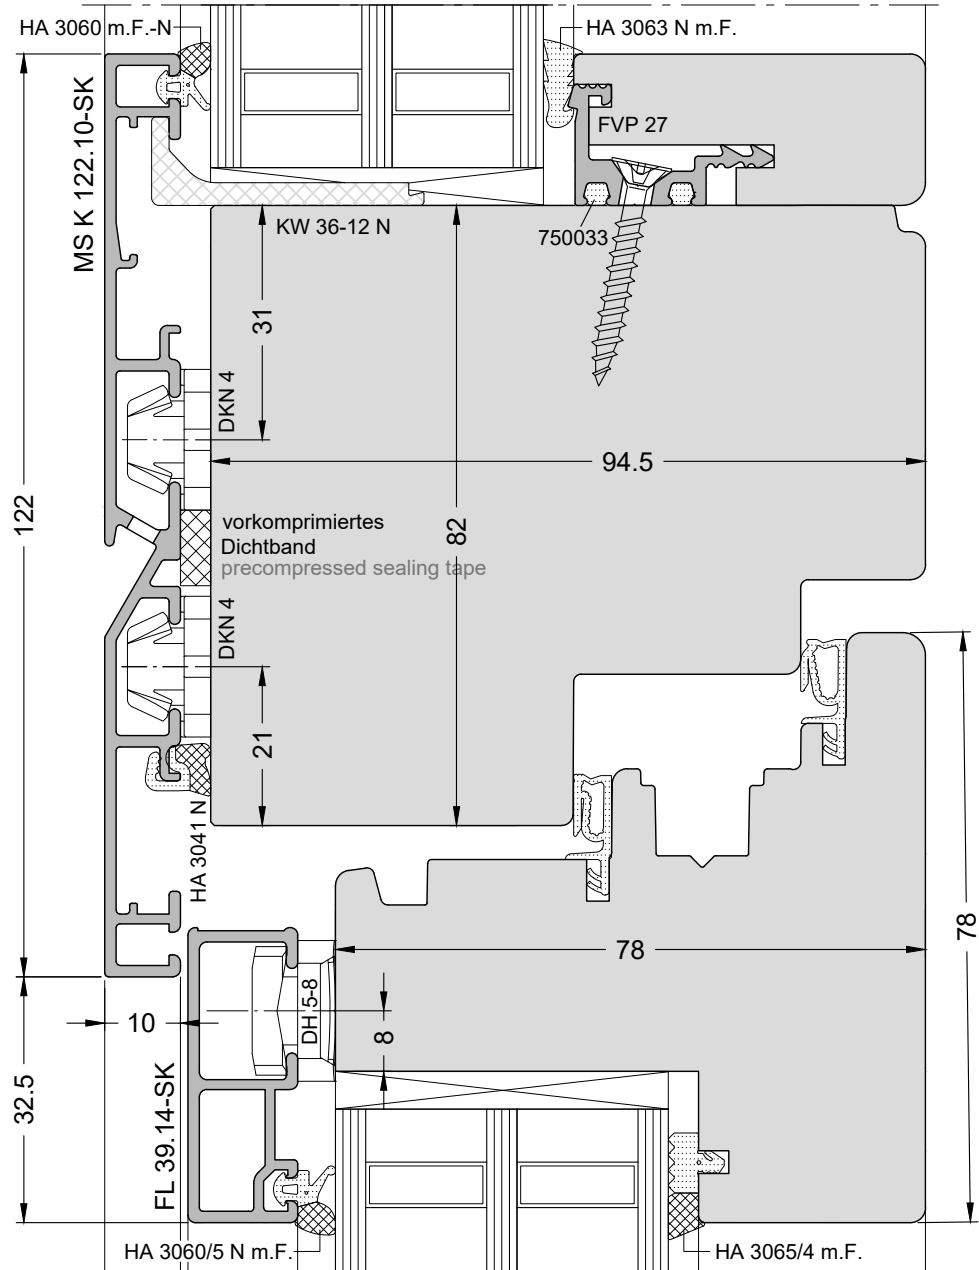 HA 3060 m.F.-N
HA 3063 N m.F.
MS K 122.10-SK
FVP 27
KW 36-12 N
750033
31
DKN 4
94.5
122
vorkomprimiertes
Dichtband
precompressed sealing tape
82
DKN 4
21
HA 3041 N
78
78
DH 5-8
10
8
32.5
FL 39.14-SK
HA 3060/5 N m.F.
HA 3065/4 m.F.